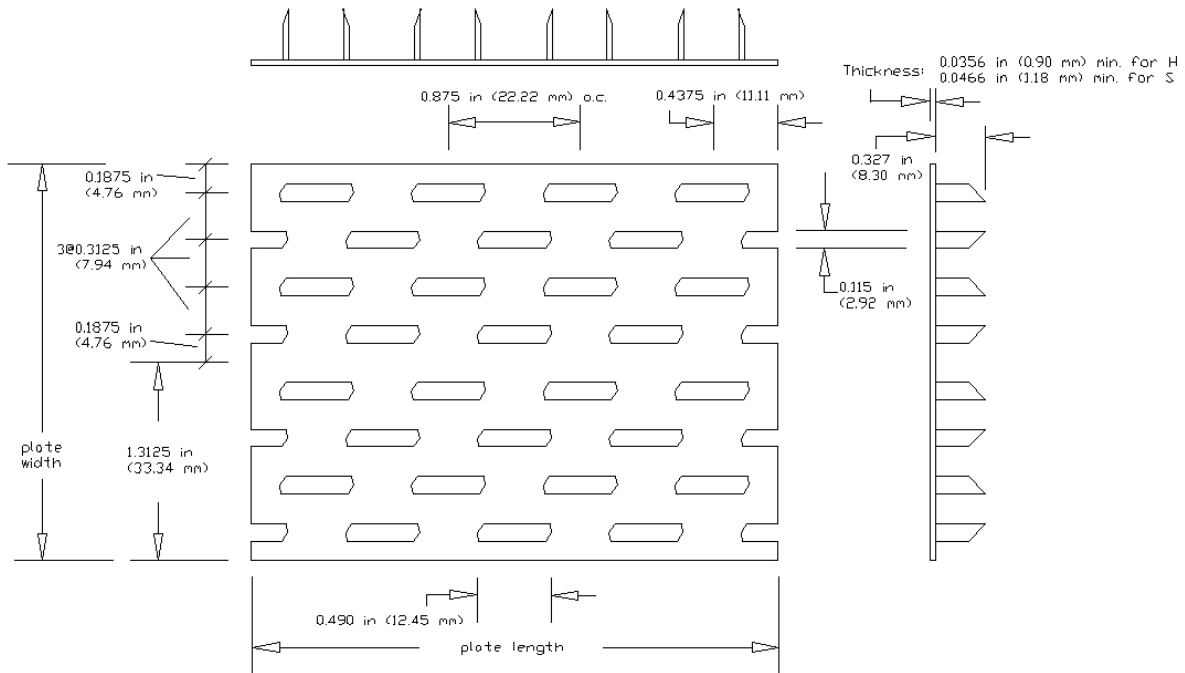 Thickness:
0.0356 in (0.90 mm) min. for H
0.0466 in (1.18 mm) min. for S
0.875 in (22.22 mm) o.c.
0.4375 in (11.11 mm)
0.1875 in
(4.76 mm)
0.327 in
(8.30 mm)
3@0.3125 in
(7.94 mm)
0.115 in
(2.92 mm)
0.1875 in
(4.76 mm)
plate
width
1.3125 in
(33.34 mm)
0.490 in (12.45 mm)
plate length